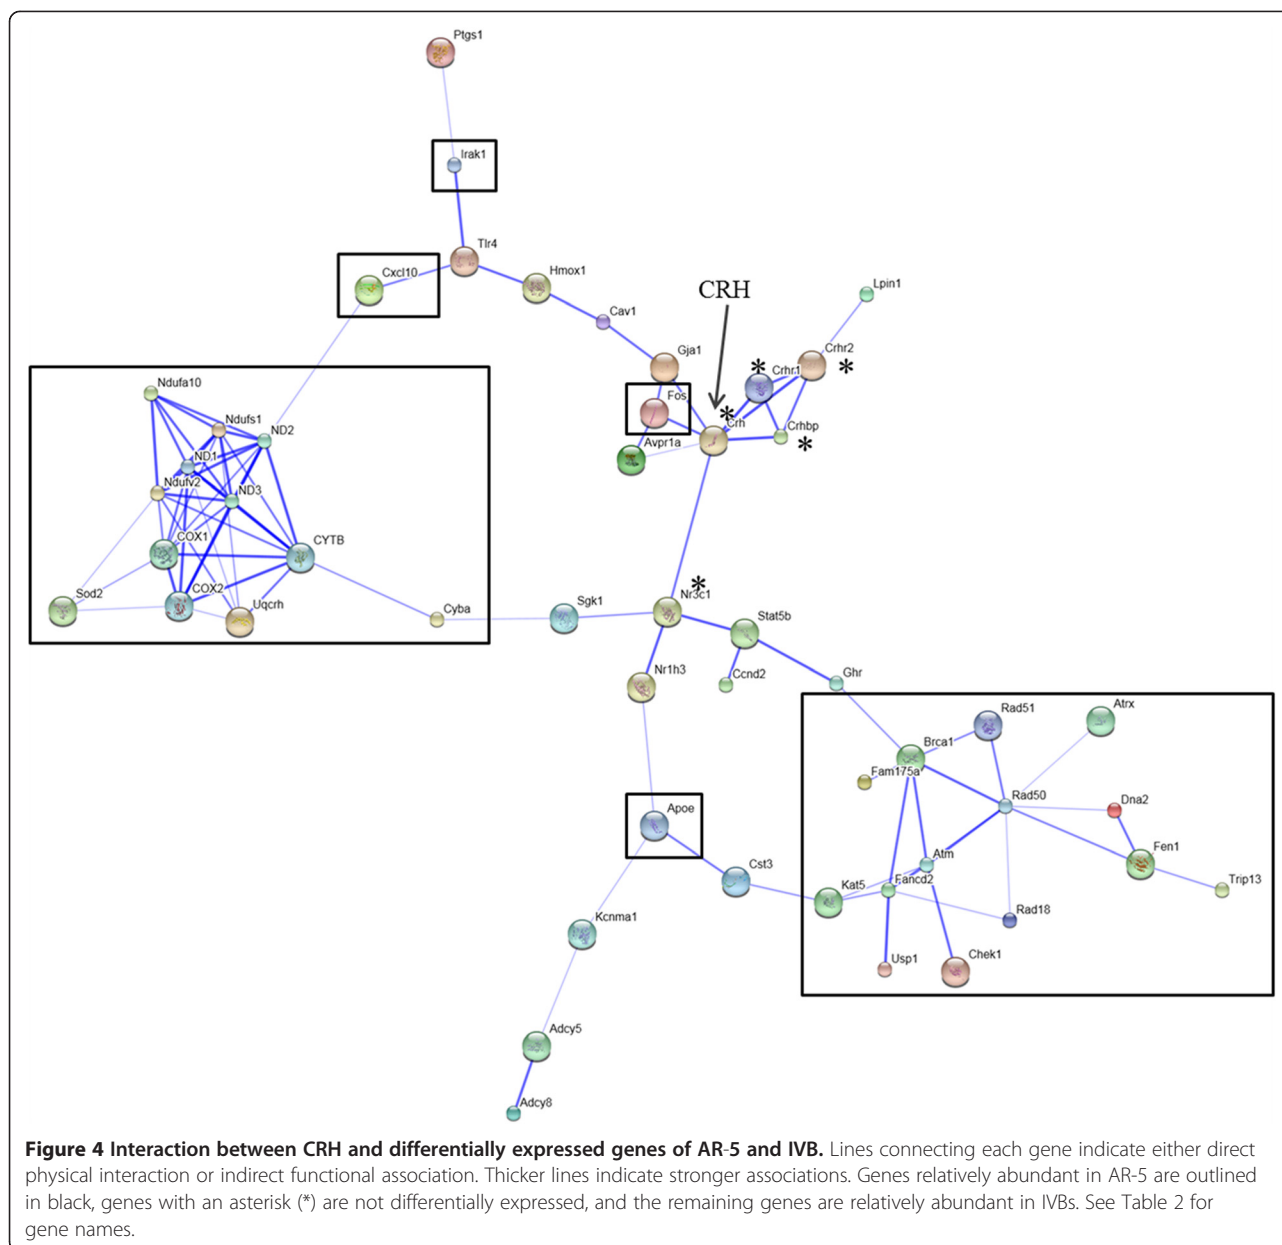 Ptgs1
Irak1
Tlr4
Cxcl10
Hmox1
CRH
Lpin1
Cav1
Gja1
Crhr2
*
Crhr1
*
Fos
*
Crh
Crhbp
*
Avpr1a
Ndufa10
Ndufs1
ND2
ND1
Ndufv2
ND3
COX1
CYTB
Sod2
COX2
Uqcrh
Cyba
Sgk1
Nr3c1
*
Stat5b
Nr1h3
Ccnd2
Ghr
Rad51
Atrx
Brca1
Fam175a
Rad50
Dna2
Apoe
Atm
Fen1
Cst3
Kat5
Fancd2
Trip13
Rad18
Kcnma1
Usp1
Chek1
Adcy5
Adcy8
Figure 4 Interaction between CRH and differentially expressed genes of AR-5 and IVB. Lines connecting each gene indicate either direct
physical interaction or indirect functional association. Thicker lines indicate stronger associations. Genes relatively abundant in AR-5 are outlined
in black, genes with an asterisk (*) are not differentially expressed, and the remaining genes are relatively abundant in IVBs. See Table 2 for
gene names.